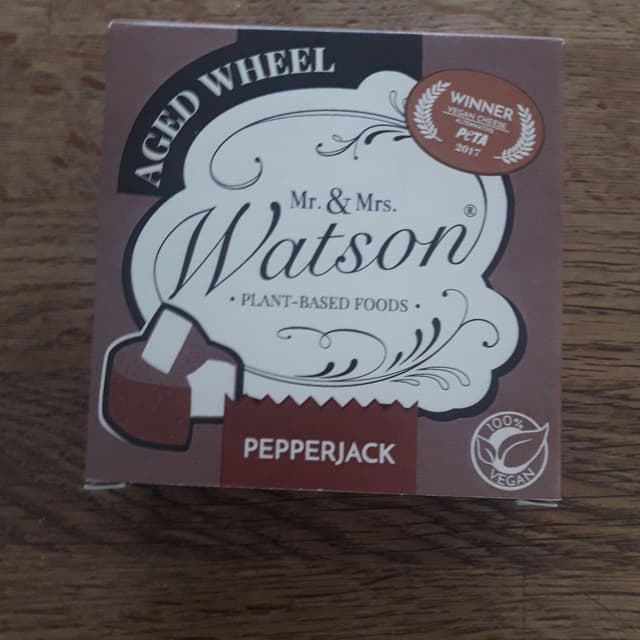 AGED WHEEL
WINNER
VEGAN CHEESE
PETA
2017
Mr. & Mrs.
Watson®
• PLANT-BASED FOODS •
PEPPERJACK
100%
VEGAN